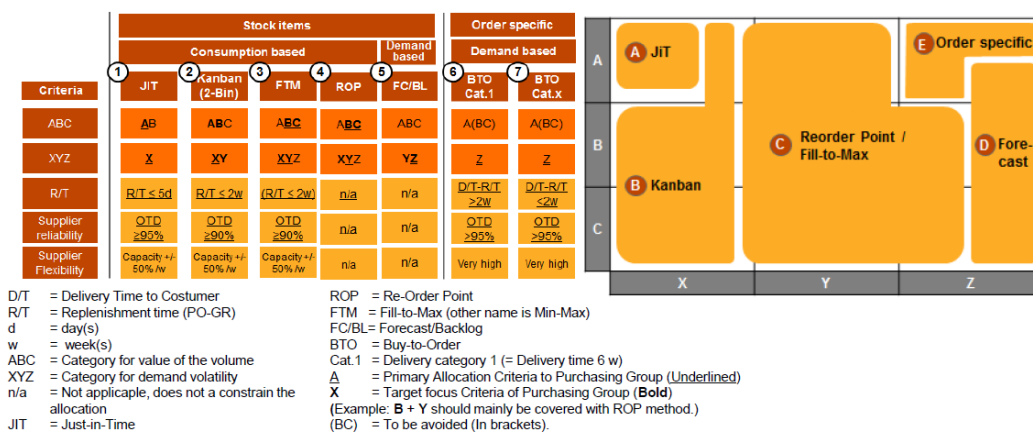 Stock items
Order specific
Consumption based
Demand based
Demand based
1 2 3 4 5 6 7
Criteria JIT Kanban (2-Bin) FTM ROP FC/BL BTO Cat.1 BTO Cat.x
ABC AB ABC ABC ABC ABC A(BC) A(BC)
XYZ X XY XYZ XYZ YZ Z Z
R/T R/T ≤ 5d R/T ≤ 2w (R/T ≤ 2w) n/a n/a D/T-R/T >2w D/T-R/T <2w
Supplier reliability OTD ≥95% OTD ≥90% OTD ≥90% n/a n/a OTD >95% OTD >95%
Supplier Flexibility Capacity +/- 50% /w Capacity +/- 50% /w Capacity +/- 50% /w n/a n/a Very high Very high
D/T = Delivery Time to Costumer
R/T = Replenishment time (PO-GR)
d = day(s)
w = week(s)
ABC = Category for value of the volume
XYZ = Category for demand volatility
n/a = Not applicaple, does not a constrain the
allocation
JIT = Just-in-Time
ROP = Re-Order Point
FTM = Fill-to-Max (other name is Min-Max)
FC/BL= Forecast/Backlog
BTO = Buy-to-Order
Cat.1 = Delivery category 1 (= Delivery time 6 w)
A = Primary Allocation Criteria to Purchasing Group (Underlined)
X = Target focus Criteria of Purchasing Group (Bold)
(Example: B + Y should mainly be covered with ROP method.)
(BC) = To be avoided (In brackets).
A
B
C
A JiT
E Order specific
B Kanban
C Reorder Point /
Fill-to-Max
D Fore-
cast
X Y Z